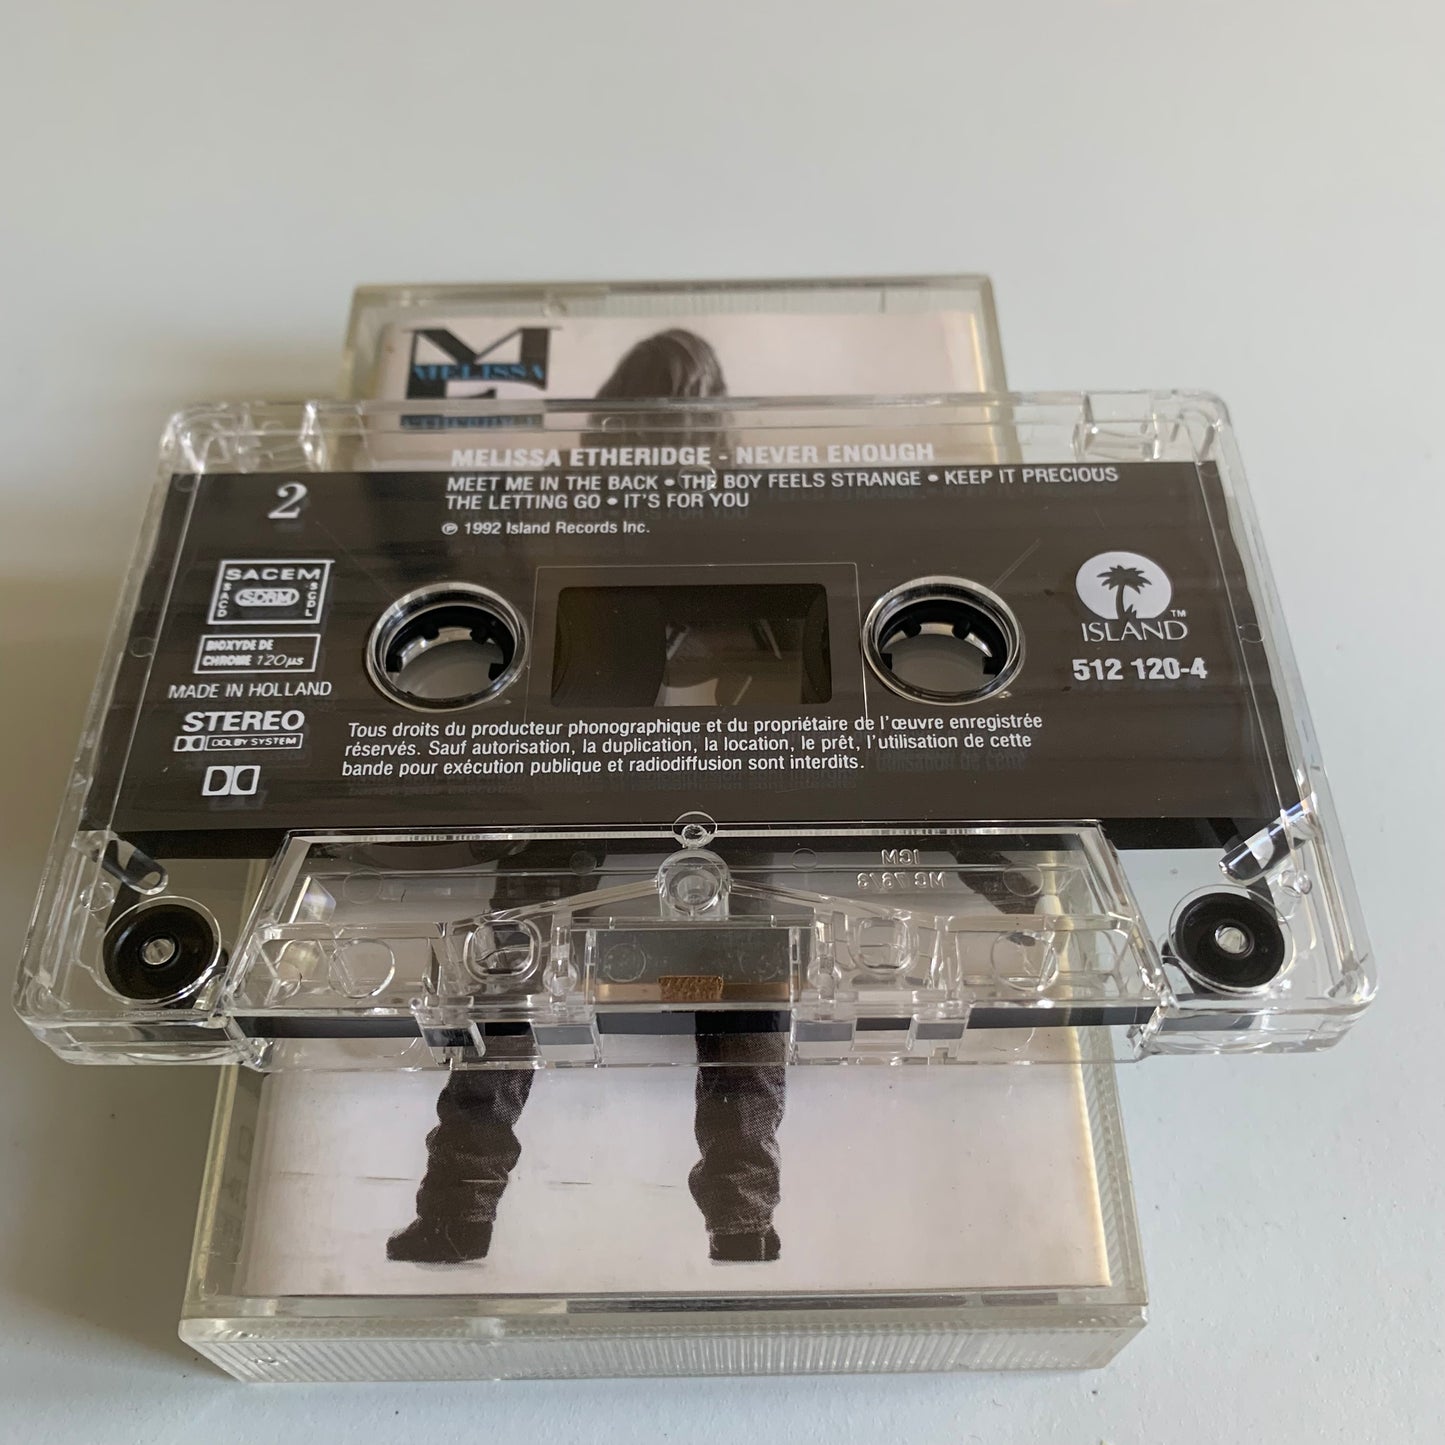 MELISSA
MELISSA ETHERIDGE - NEVER ENOUGH
2
MEET ME IN THE BACK • THE BOY FEELS STRANGE • KEEP IT PRECIOUS
THE LETTING GO • IT'S FOR YOU
℗ 1992 Island Records Inc.
SACEM
SACD
SDRM
SCDL
BIOXYDE DE
CHROME 120µs
MADE IN HOLLAND
STEREO
DOLBY SYSTEM
ISLAND™
512 120-4
Tous droits du producteur phonographique et du propriétaire de l'œuvre enregistrée
réservés. Sauf autorisation, la duplication, la location, le prêt, l'utilisation de cette
bande pour exécution publique et radiodiffusion sont interdits.